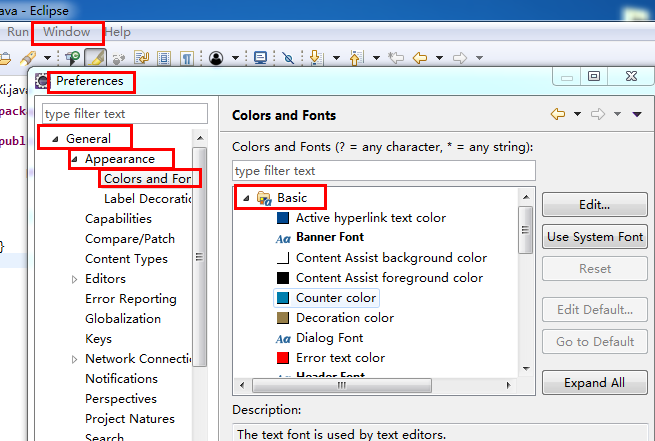 ava - Eclipse
Run Window Help
Preferences
Xi.java
packa
publ
}
type filter text
General
Appearance
Colors and Fon
Label Decoratio
Capabilities
Compare/Patch
Content Types
Editors
Error Reporting
Globalization
Keys
Network Connectio
Notifications
Perspectives
Project Natures
Search
Colors and Fonts
Colors and Fonts (? = any character, * = any string):
type filter text
Basic
Active hyperlink text color
Aa Banner Font
Content Assist background color
Content Assist foreground color
Counter color
Decoration color
Aa Dialog Font
Error text color
Aa Header Font
Edit...
Use System Font
Reset
Edit Default...
Go to Default
Expand All
Description:
The text font is used by text editors.